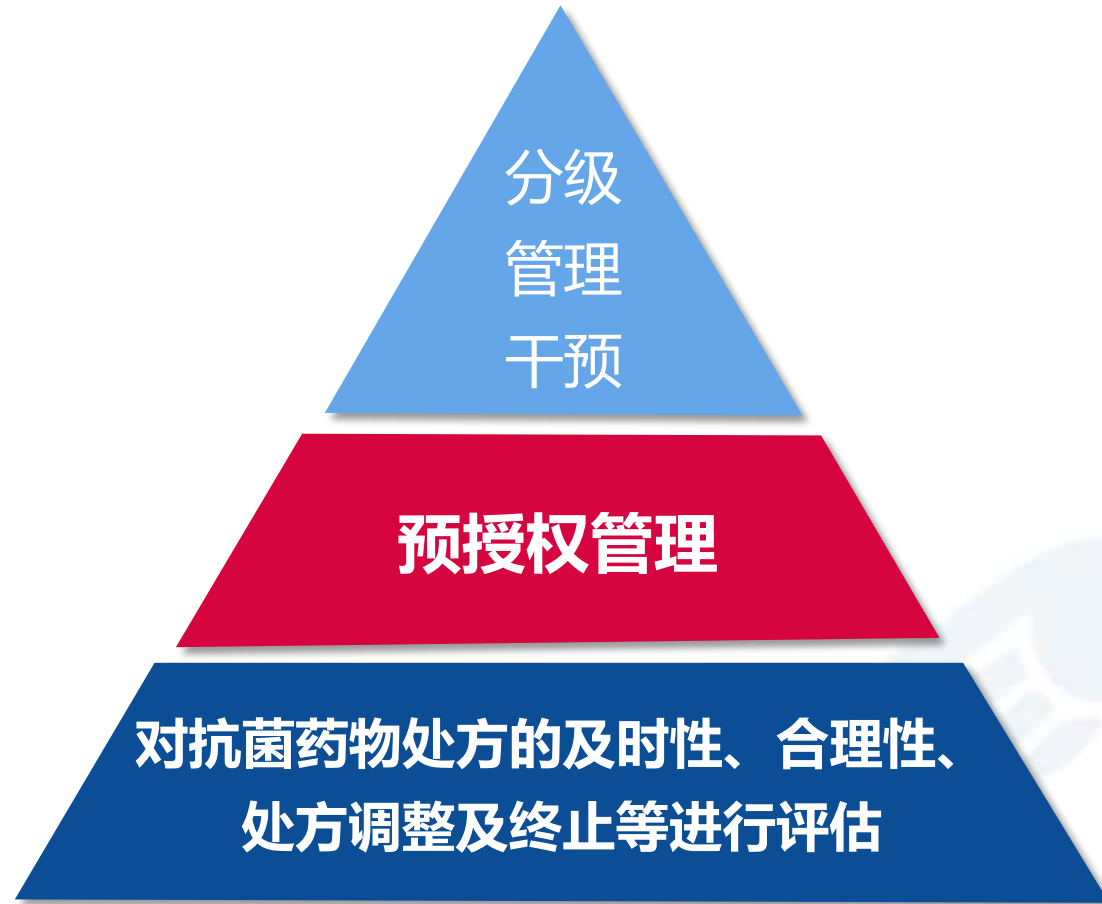 分级
管理
干预
预授权管理
对抗菌药物处方的及时性、合理性、
处方调整及终止等进行评估